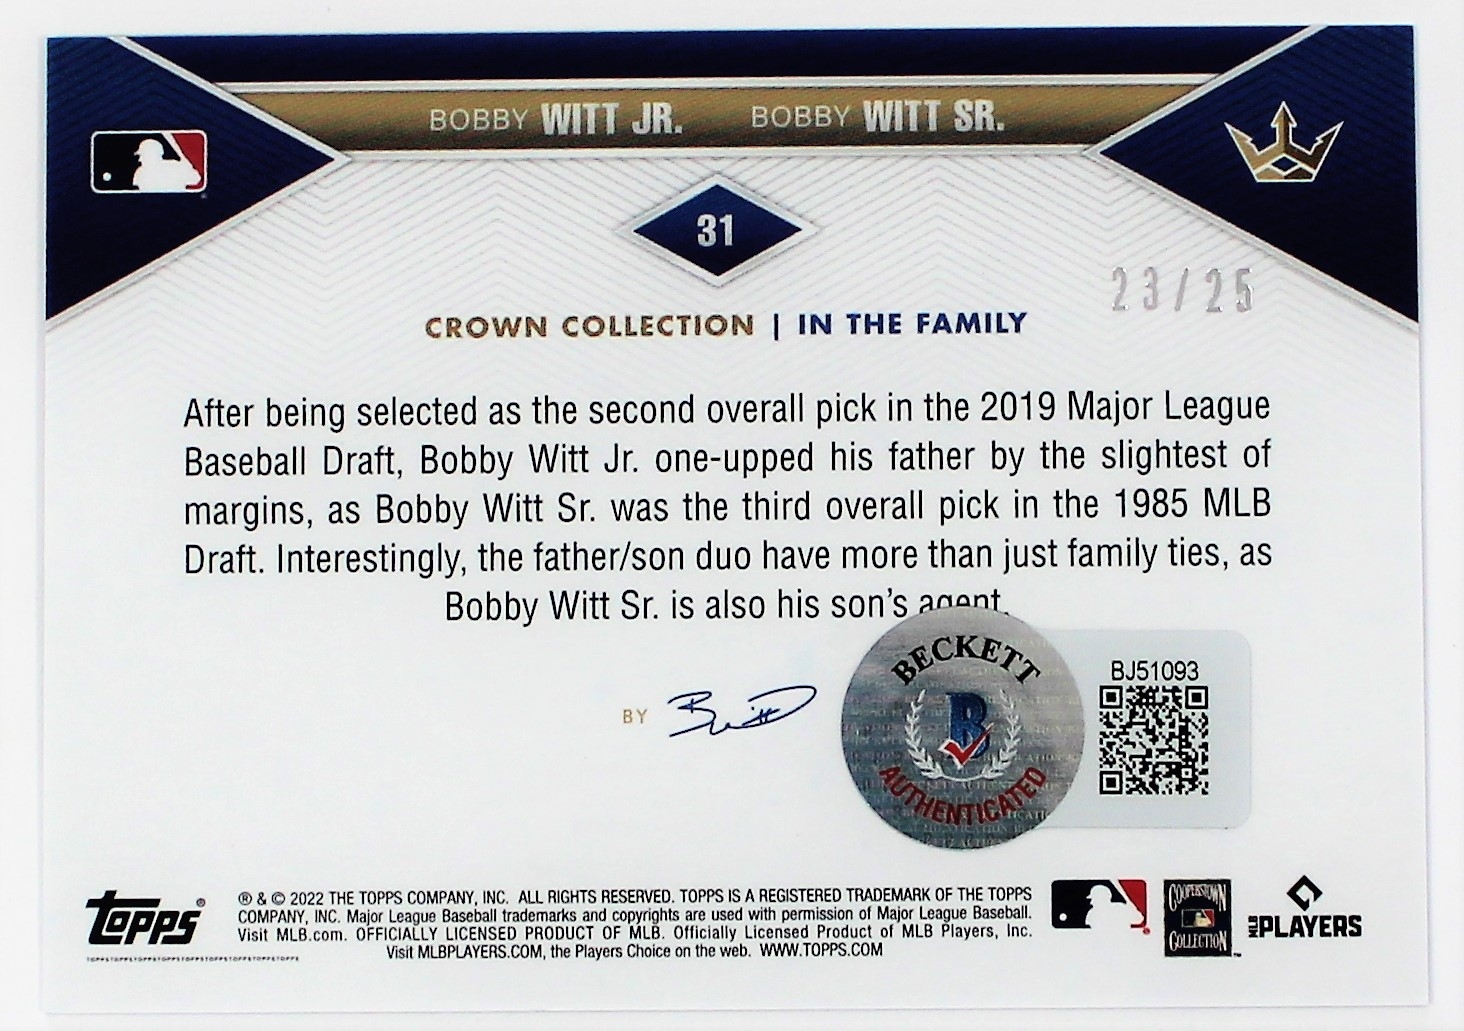 BOBBY WITT JR. BOBBY WITT SR.
31
23/25
CROWN COLLECTION | IN THE FAMILY
After being selected as the second overall pick in the 2019 Major League
Baseball Draft, Bobby Witt Jr. one-upped his father by the slightest of
margins, as Bobby Witt Sr. was the third overall pick in the 1985 MLB
Draft. Interestingly, the father/son duo have more than just family ties, as
Bobby Witt Sr. is also his son's agent.
BY
BECKETT
B
AUTHENTICATED
BJ51093
topps®
® & © 2022 THE TOPPS COMPANY, INC. ALL RIGHTS RESERVED. TOPPS IS A REGISTERED TRADEMARK OF THE TOPPS
COMPANY, INC. Major League Baseball trademarks and copyrights are used with permission of Major League Baseball.
Visit MLB.com. OFFICIALLY LICENSED PRODUCT OF MLB. Officially Licensed Product of MLB Players, Inc.
Visit MLBPLAYERS.COM, the Players Choice on the web. WWW.TOPPS.COM
COOPERSTOWN
COLLECTION™
MLB PLAYERS